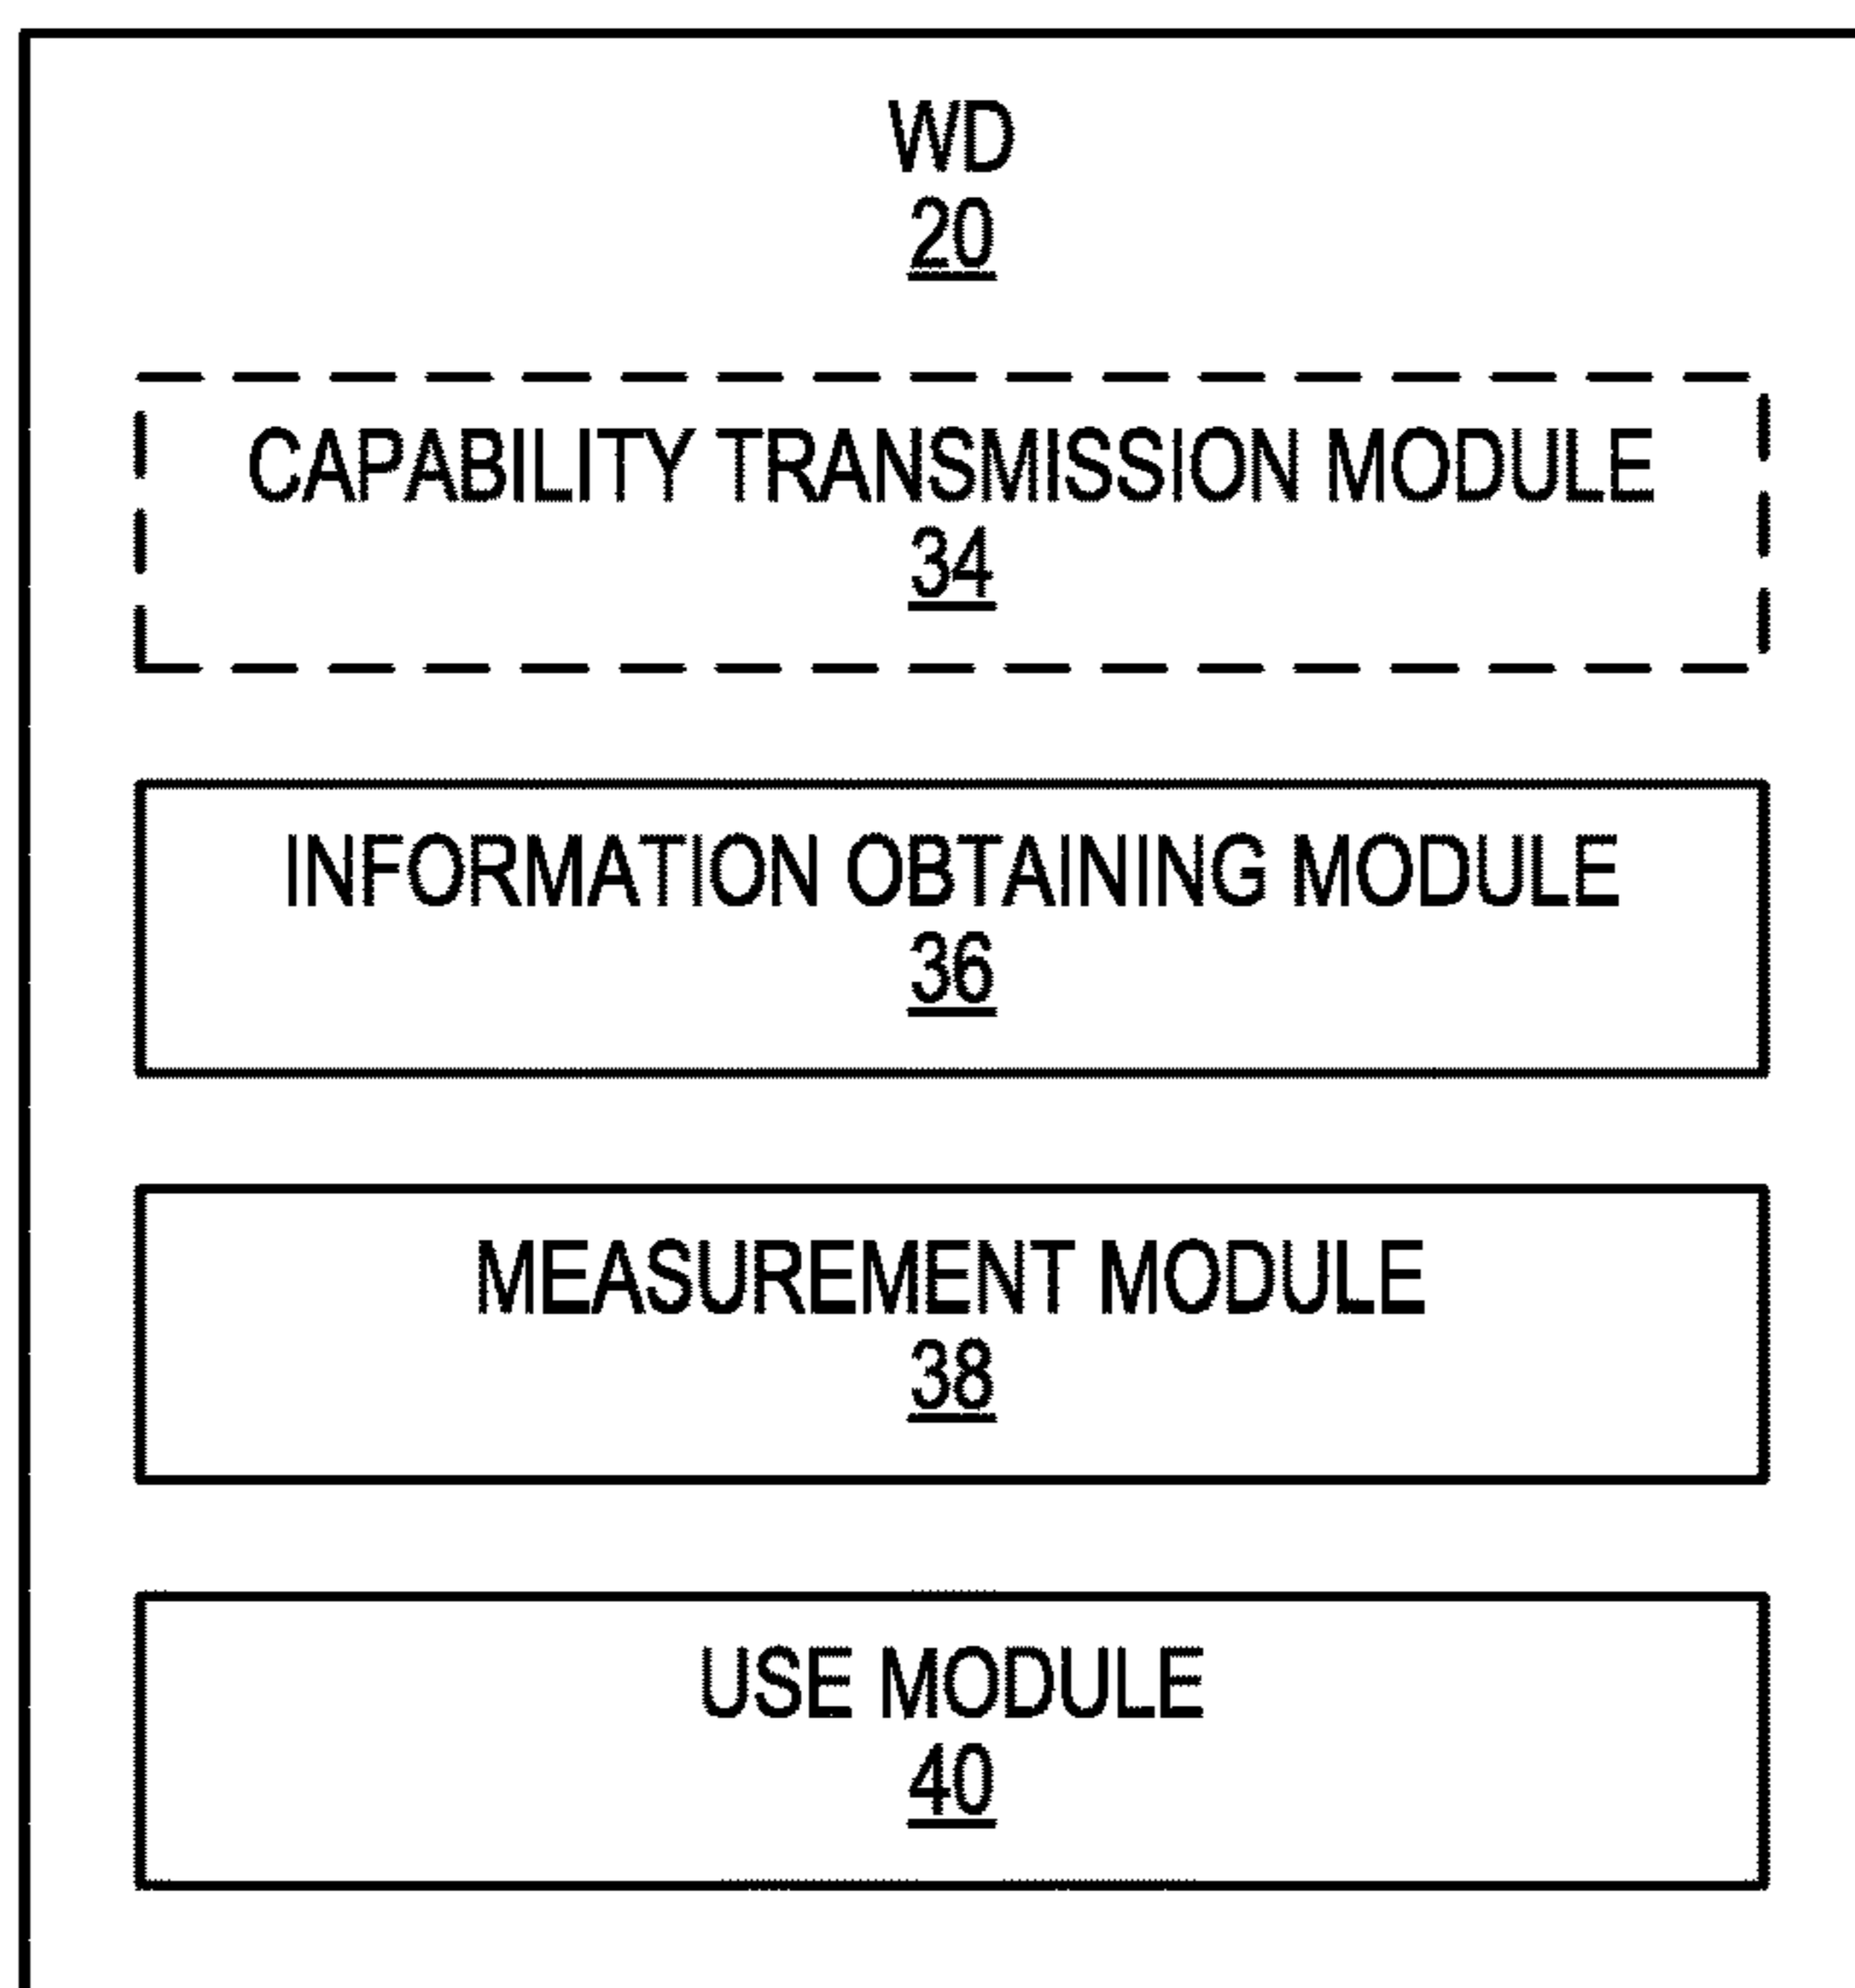 WD
20
CAPABILITY TRANSMISSION MODULE
34
INFORMATION OBTAINING MODULE
36
MEASUREMENT MODULE
38
USE MODULE
40